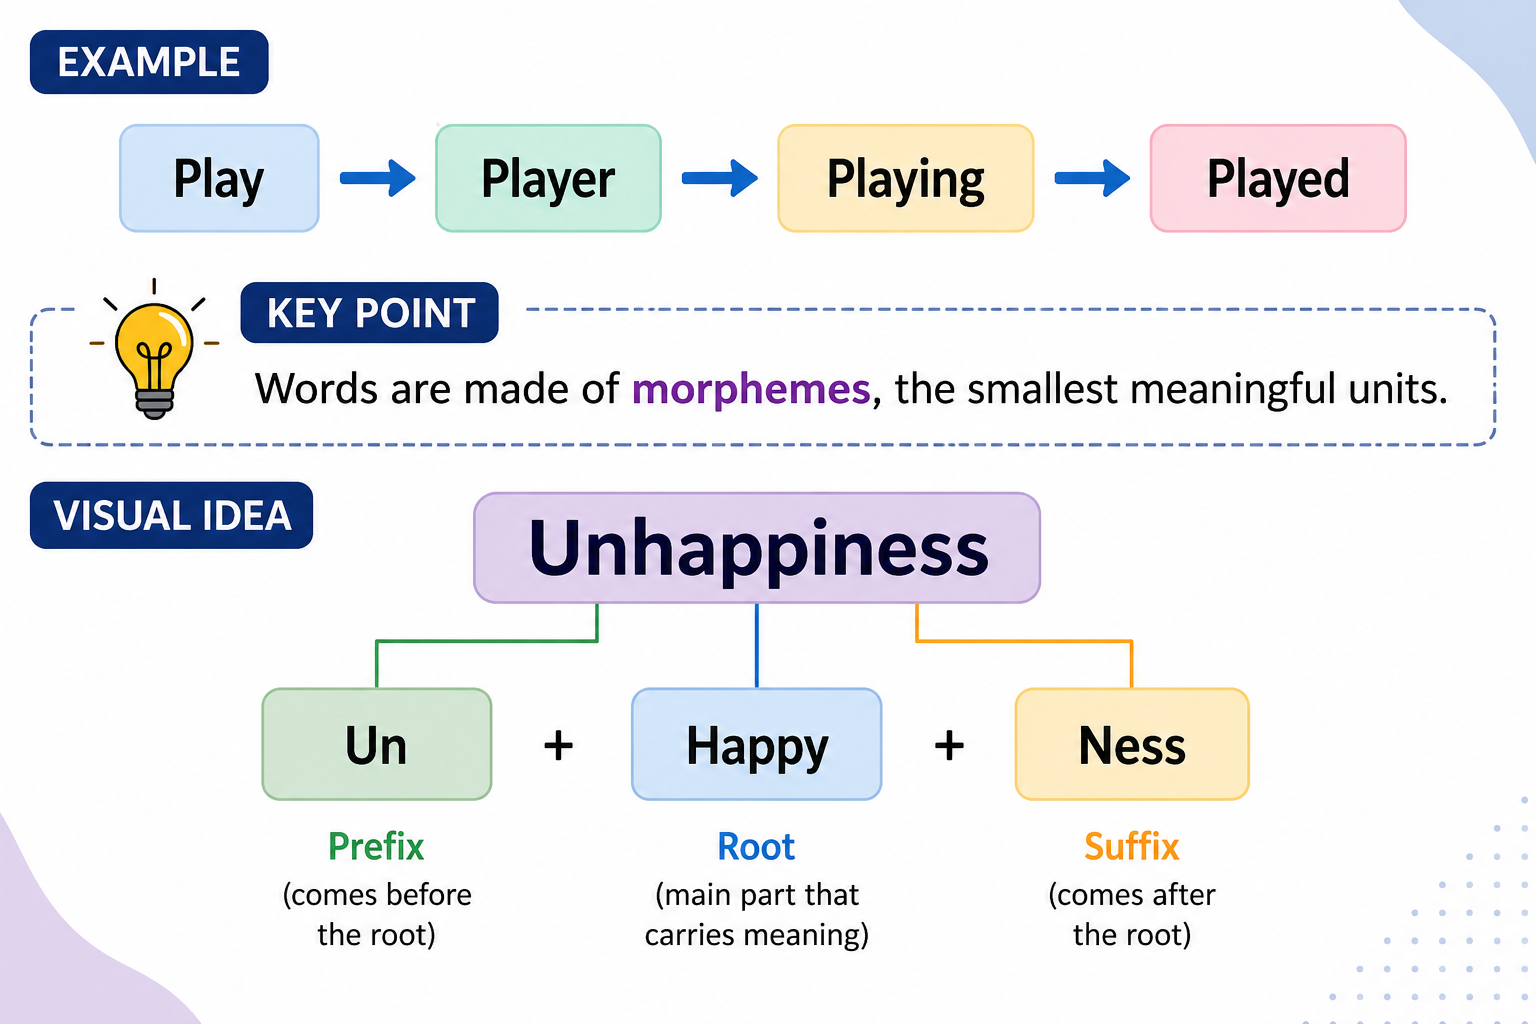 EXAMPLE
Play Player Playing Played
KEY POINT
Words are made of morphemes, the smallest meaningful units.
VISUAL IDEA
Unhappiness
Un + Happy + Ness
Prefix Root Suffix
(comes before (main part that (comes after
the root) carries meaning) the root)